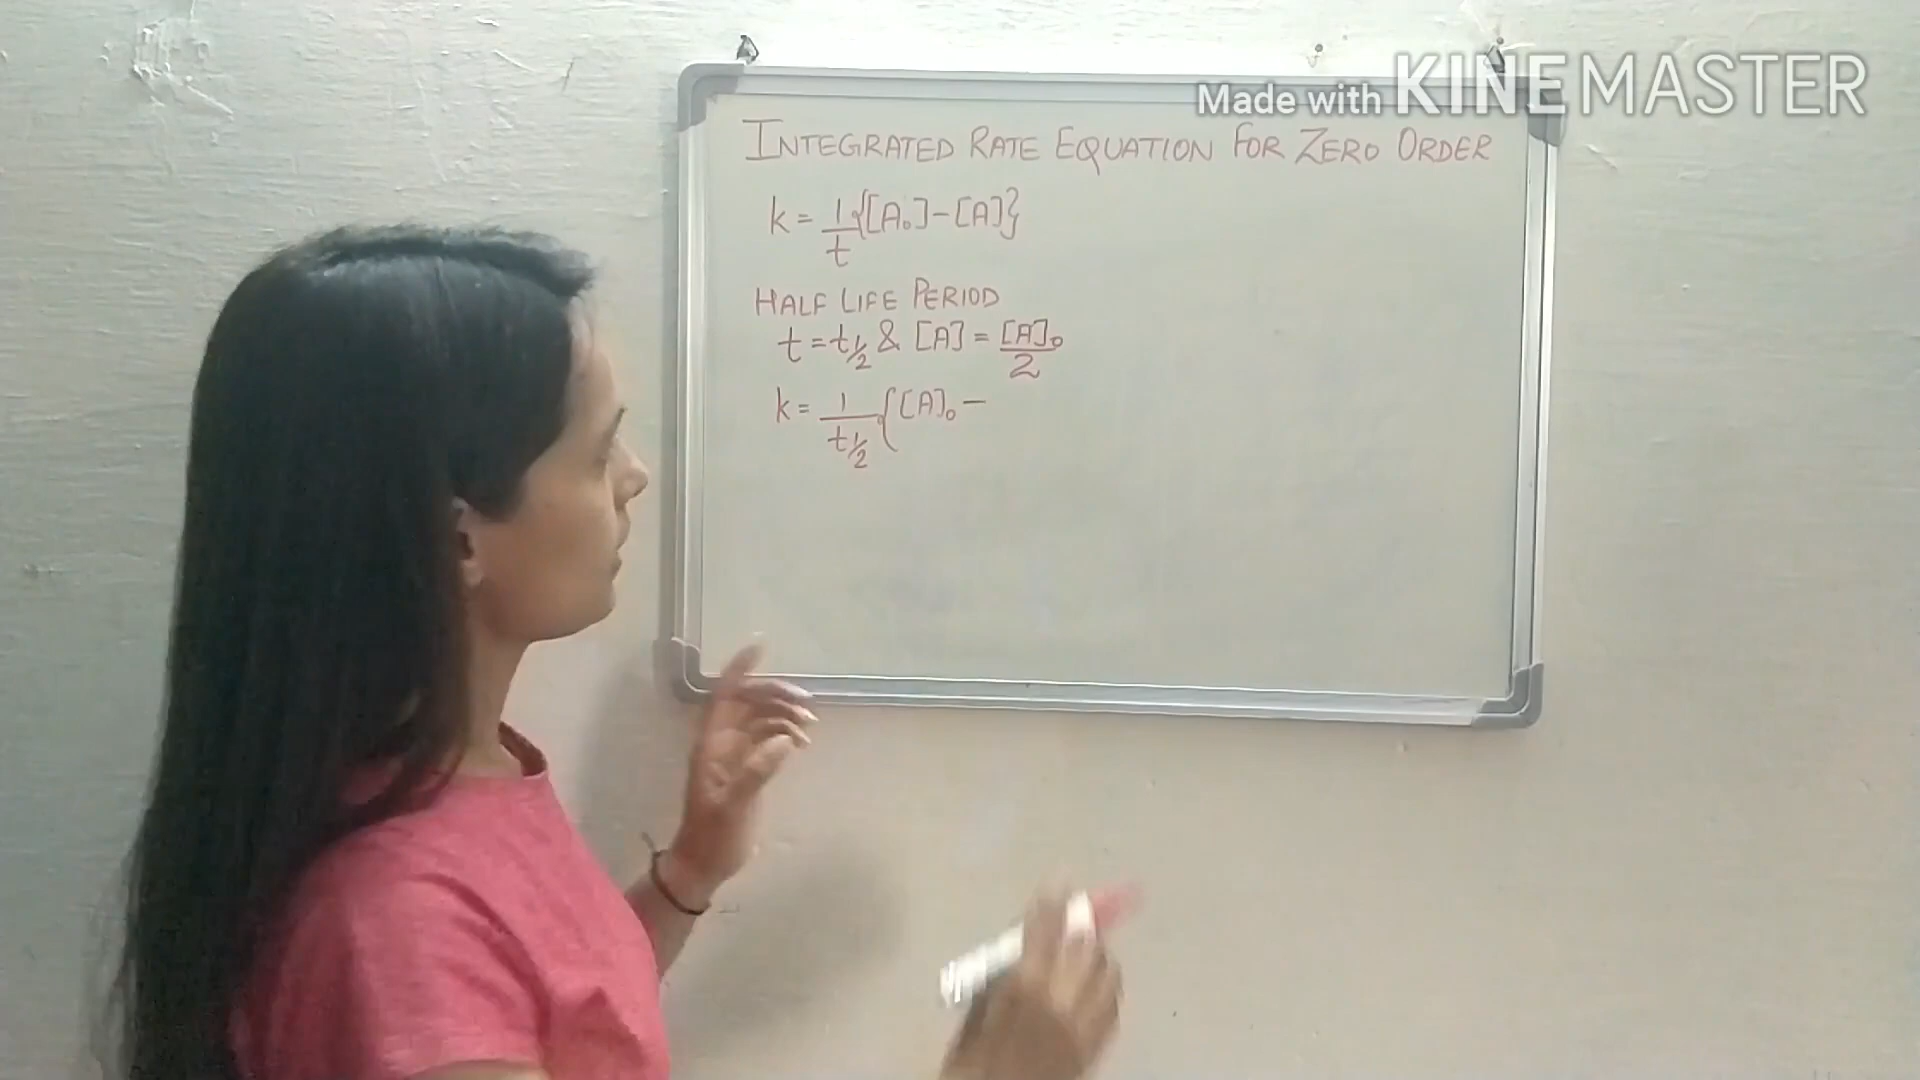 Made with KINEMASTER
INTEGRATED RATE EQUATION FOR ZERO ORDER
k = 1/t {[A₀] - [A]}
HALF LIFE PERIOD
t = t1/2 & [A] = [A]₀/2
k = 1/t1/2 {[A]₀ -